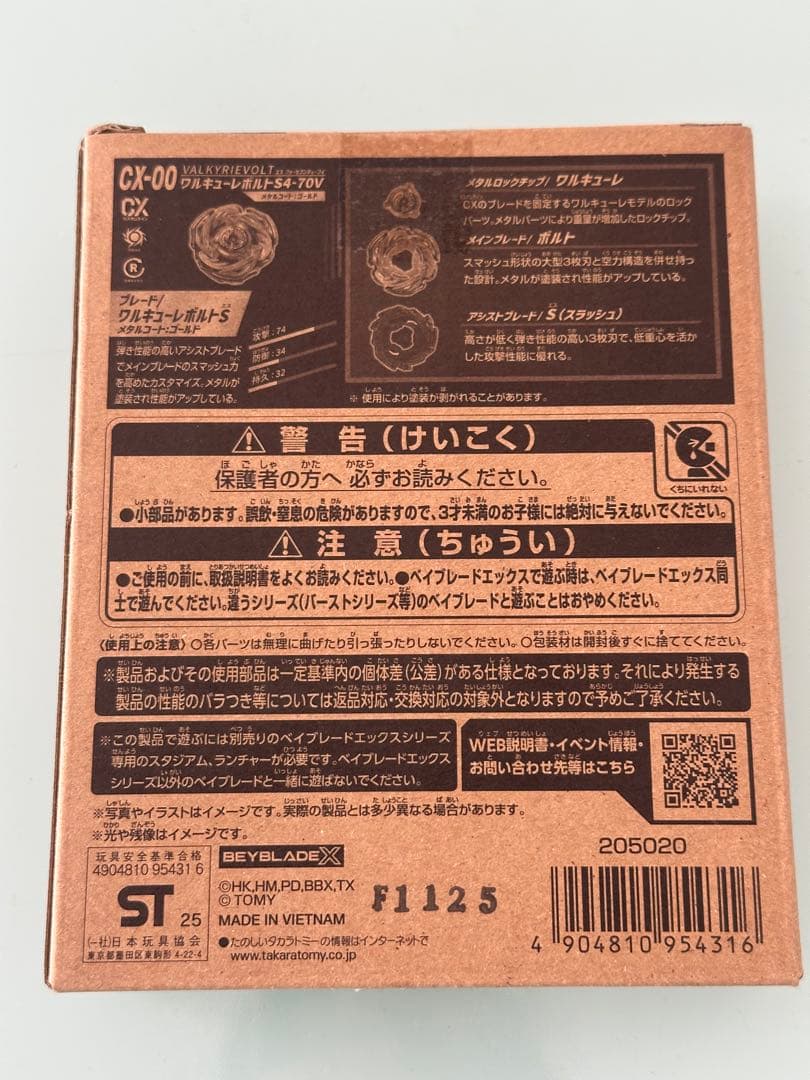 CX-00
VALKYRIEVOLT
ワルキューレボルトS4-70V
メタルコート:ゴールド
CX
R
ブレード/
ワルキューレボルトS
メタルコート:ゴールド
弾き性能の高いアシストブレード
でメインブレードのスマッシュ力
を高めたカスタマイズ。メタルが
塗装され性能がアップしている。
攻撃:74
防御:34
持久:32
メタルロックチップ/ ワルキューレ
CXのブレードを固定するワルキューレモデルのロック
パーツ。メタルパーツにより重量が増加したロックチップ。
メインブレード/ ボルト
スマッシュ形状の大型3枚刃と空力構造を併せ持っ
た設計。メタルが塗装され性能がアップしている。
アシストブレード/ S(スラッシュ)
高さが低く弾き性能の高い3枚刃で、低重心を活か
した攻撃性能に優れる。
※ 使用により塗装が剥がれることがあります。
警告(けいこく)
保護者の方へ 必ずお読みください。
●小部品があります。誤飲・窒息の危険がありますので、3才未満のお子様には絶対に与えないでください。
くちにいれない
注意(ちゅうい)
●ご使用の前に、取扱説明書をよくお読みください。●ベイブレードエックスで遊ぶ時は、ベイブレードエックス同
士で遊んでください。違うシリーズ(バーストシリーズ等)のベイブレードと遊ぶことはおやめください。
〈使用上の注意〉○各パーツは無理に曲げたり引っ張ったりしないでください。○包装材は開封後すぐに捨ててください。
※製品およびその使用部品は一定基準内の個体差(公差)がある仕様となっております。それにより発生する
製品の性能のバラつき等については返品対応・交換対応の対象外となりますので予めご了承ください。
※この製品で遊ぶには別売りのベイブレードエックスシリーズ
専用のスタジアム、ランチャーが必要です。ベイブレードエックス
シリーズ以外のベイブレードと一緒に遊ばないでください。
WEB説明書・イベント情報・
お問い合わせ先等はこちら
※写真やイラストはイメージです。実際の製品とは多少異なる場合があります。
※光や残像はイメージです。
205020
玩具安全基準合格
4904810 95431 6
ST 25
(一社)日本玩具協会
東京都墨田区東駒形 4-22-4
BEYBLADE X
©HK,HM,PD,BBX,TX
© TOMY
MADE IN VIETNAM
F1125
●たのしいタカラトミーの情報はインターネットで
www.takaratomy.co.jp
4 904810 954316